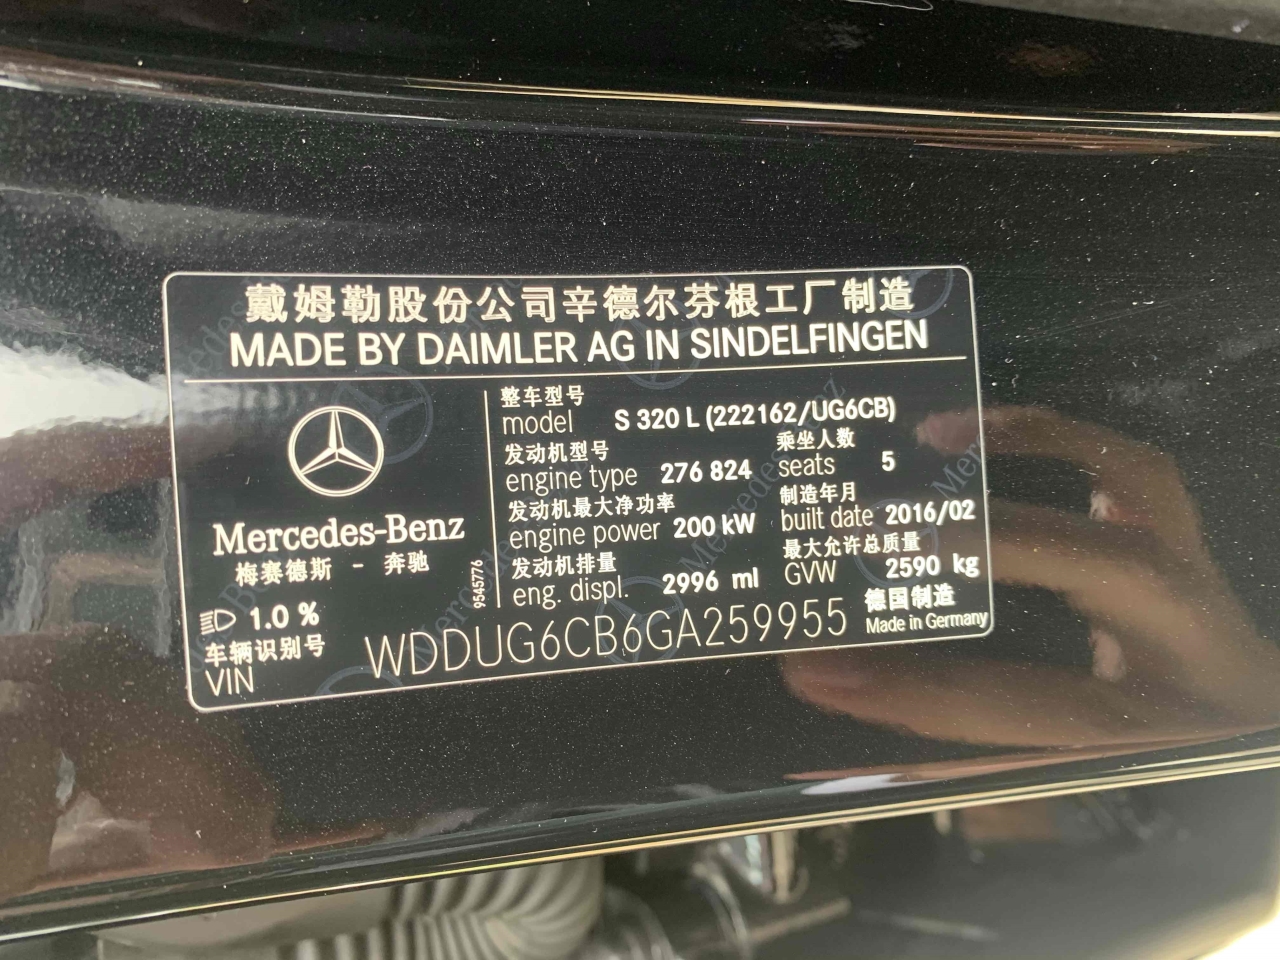 戴姆勒股份公司辛德尔芬根工厂制造
MADE BY DAIMLER AG IN SINDELFINGEN
Mercedes-Benz
梅赛德斯 - 奔驰
1.0 %
9545776
整车型号
model S 320 L (222162/UG6CB)
发动机型号 乘坐人数
engine type 276 824 seats 5
发动机最大净功率 制造年月
engine power 200 kW built date 2016/02
发动机排量 最大允许总质量
eng. displ. 2996 ml GVW 2590 kg
车辆识别号 德国制造
VIN WDDUG6CB6GA259955 Made in Germany